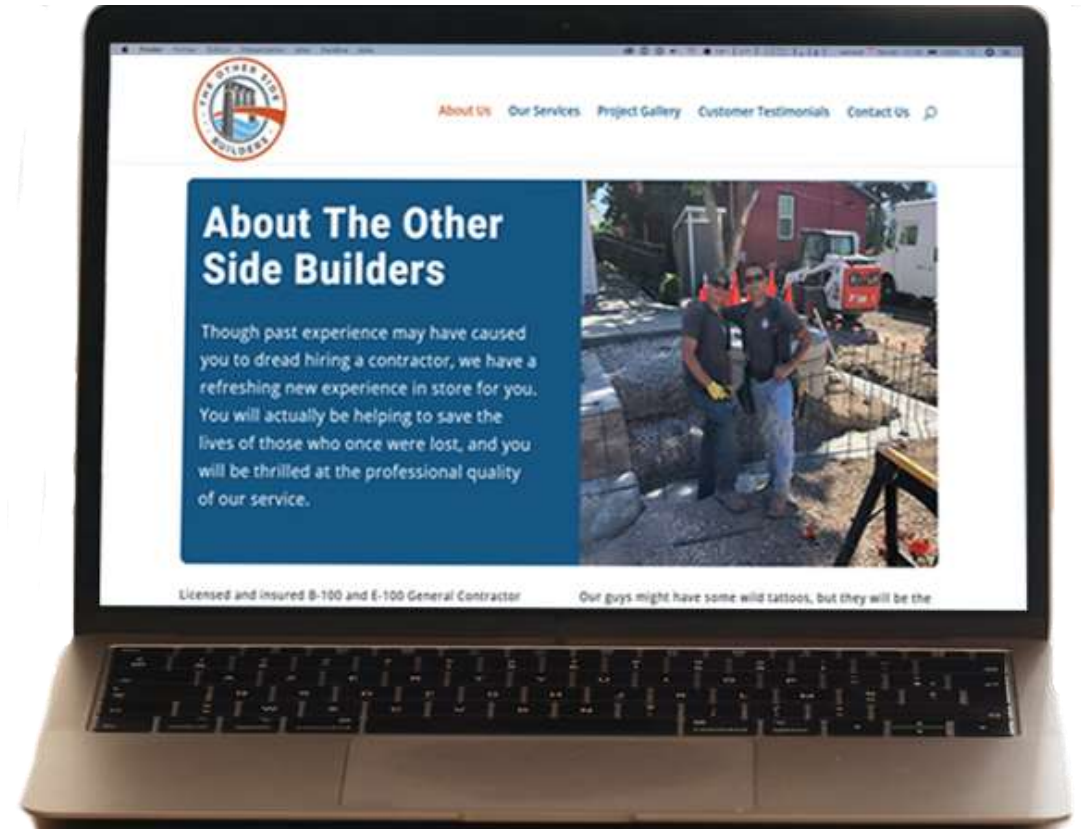 THE OTHER SIDE
BUILDERS
About Us Our Services Project Gallery Customer Testimonials Contact Us
About The Other
Side Builders
Though past experience may have caused
you to dread hiring a contractor, we have a
refreshing new experience in store for you.
You will actually be helping to save the
lives of those who once were lost, and you
will be thrilled at the professional quality
of our service.
Licensed and insured B-100 and E-100 General Contractor
Our guys might have some wild tattoos, but they will be the